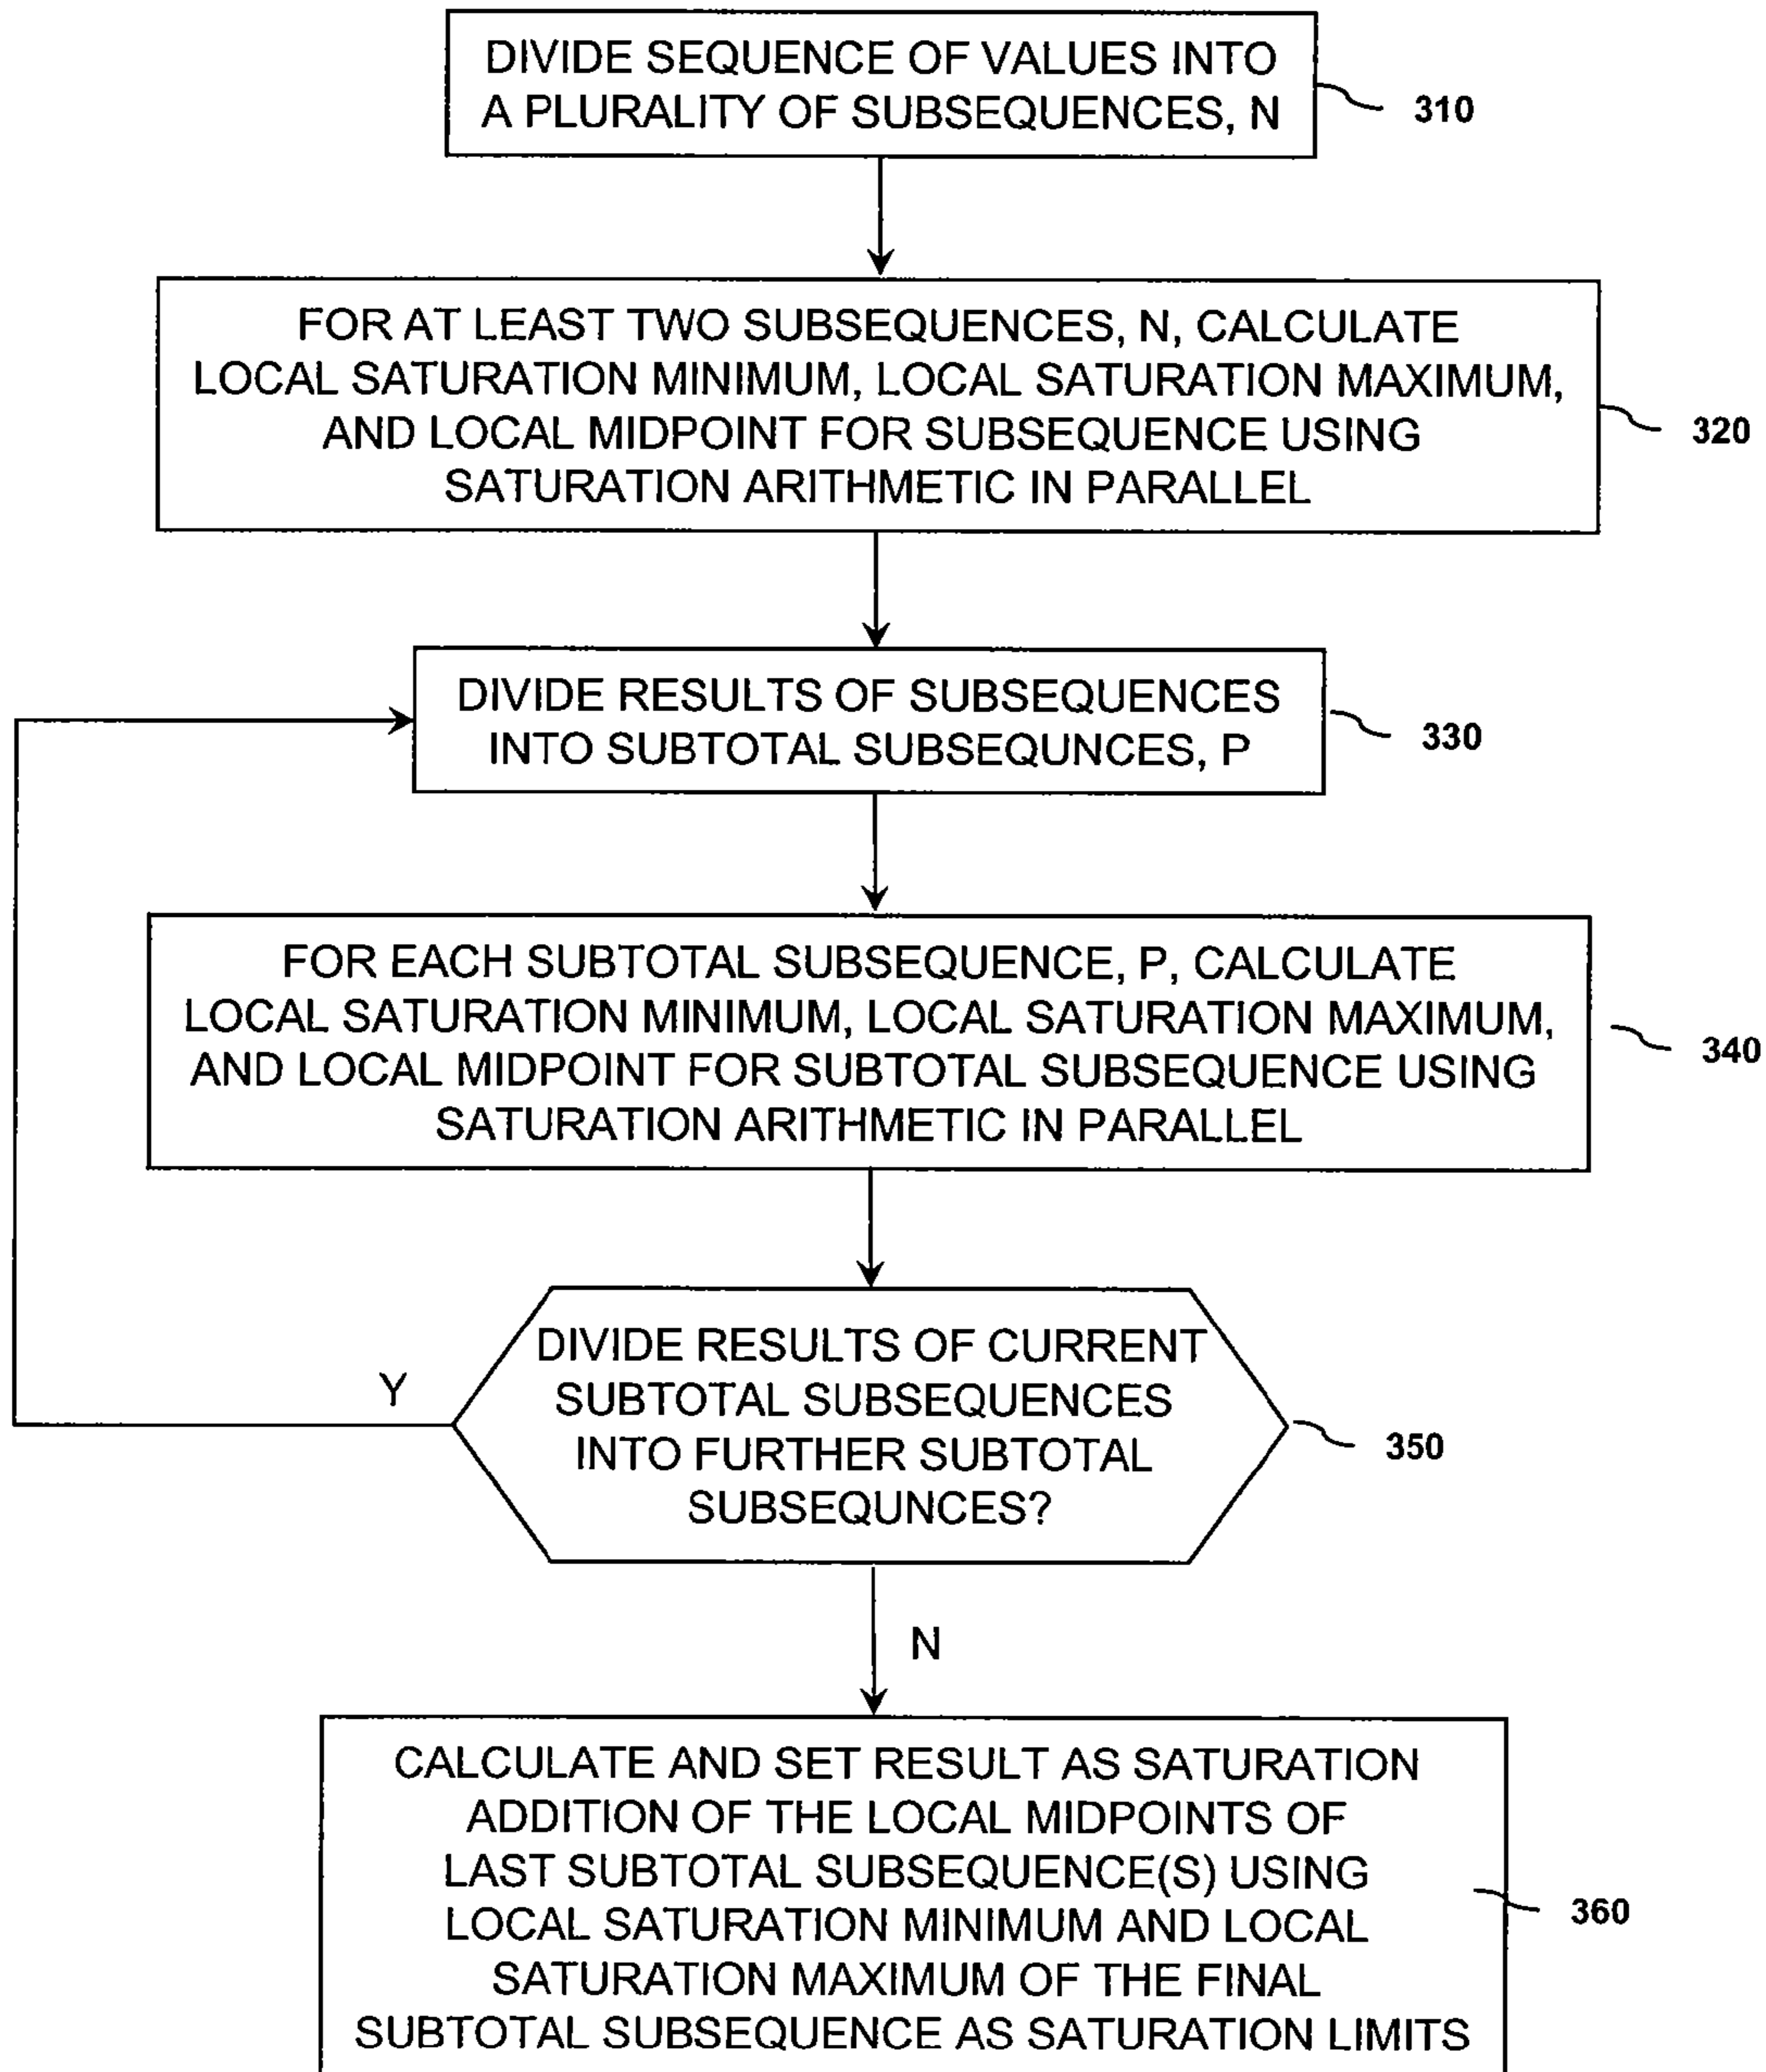 DIVIDE SEQUENCE OF VALUES INTO
A PLURALITY OF SUBSEQUENCES, N
310
FOR AT LEAST TWO SUBSEQUENCES, N, CALCULATE
LOCAL SATURATION MINIMUM, LOCAL SATURATION MAXIMUM,
AND LOCAL MIDPOINT FOR SUBSEQUENCE USING
SATURATION ARITHMETIC IN PARALLEL
320
DIVIDE RESULTS OF SUBSEQUENCES
INTO SUBTOTAL SUBSEQUNCES, P
330
FOR EACH SUBTOTAL SUBSEQUENCE, P, CALCULATE
LOCAL SATURATION MINIMUM, LOCAL SATURATION MAXIMUM,
AND LOCAL MIDPOINT FOR SUBTOTAL SUBSEQUENCE USING
SATURATION ARITHMETIC IN PARALLEL
340
DIVIDE RESULTS OF CURRENT
SUBTOTAL SUBSEQUENCES
INTO FURTHER SUBTOTAL
SUBSEQUNCES?
Y
350
N
CALCULATE AND SET RESULT AS SATURATION
ADDITION OF THE LOCAL MIDPOINTS OF
LAST SUBTOTAL SUBSEQUENCE(S) USING
LOCAL SATURATION MINIMUM AND LOCAL
SATURATION MAXIMUM OF THE FINAL
SUBTOTAL SUBSEQUENCE AS SATURATION LIMITS
360